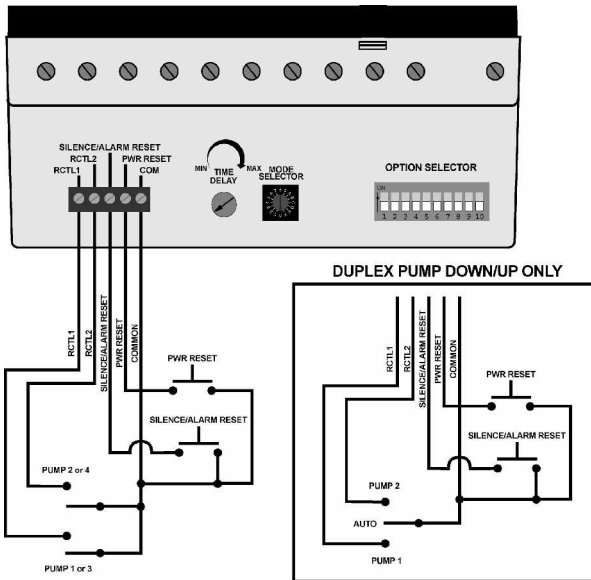 SILENCE/ALARM RESET
RCTL2
PWR RESET
RCTL1
COM
MIN
TIME
DELAY
MAX
MODE
SELECTOR
OPTION SELECTOR
ON
1 2 3 4 5 6 7 8 9 10
RCTL1
RCTL2
SILENCE/ALARM RESET
PWR RESET
COMMON
PWR RESET
SILENCE/ALARM RESET
PUMP 2 or 4
PUMP 1 or 3
DUPLEX PUMP DOWN/UP ONLY
RCTL1
RCTL2
SILENCE/ALARM RESET
PWR RESET
COMMON
PWR RESET
SILENCE/ALARM RESET
PUMP 2
AUTO
PUMP 1